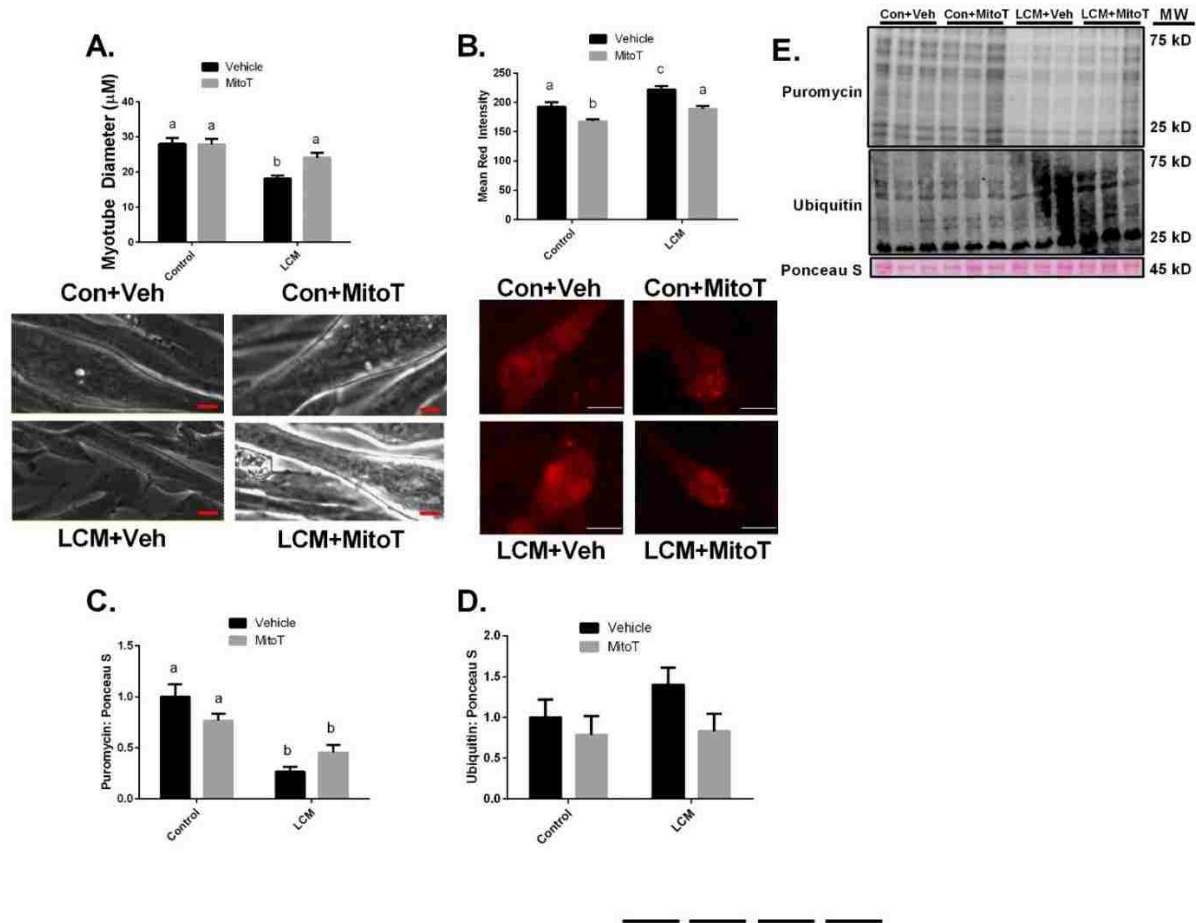 A.
Vehicle
MitoT
Myotube Diameter (μM)
40
30
20
10
0
a
a
b
a
Control
LCM
Con+Veh
Con+MitoT
LCM+Veh
LCM+MitoT
B.
Vehicle
MitoT
Mean Red Intensity
250
200
150
100
50
0
a
b
c
a
Control
LCM
Con+Veh
Con+MitoT
LCM+Veh
LCM+MitoT
C.
Vehicle
MitoT
Puromycin: Ponceau S
1.5
1.0
0.5
0.0
a
a
b
b
Control
LCM
D.
Vehicle
MitoT
Ubiquitin: Ponceau S
2.0
1.5
1.0
0.5
0.0
Control
LCM
E.
Con+Veh Con+MitoT LCM+Veh LCM+MitoT MW
Puromycin
75 kD
25 kD
Ubiquitin
75 kD
25 kD
Ponceau S
45 kD